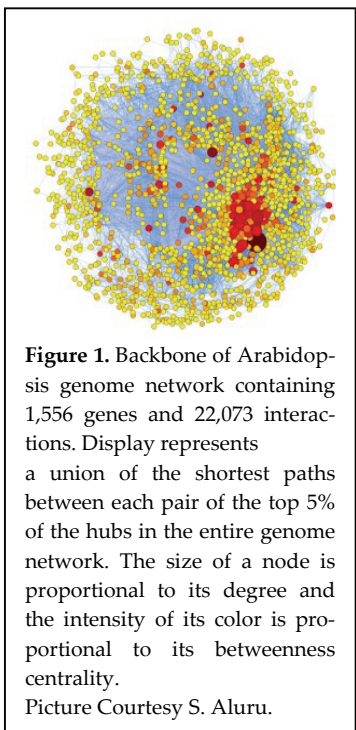 Figure 1. Backbone of Arabidop-
sis genome network containing
1,556 genes and 22,073 interac-
tions. Display represents
a union of the shortest paths
between each pair of the top 5%
of the hubs in the entire genome
network. The size of a node is
proportional to its degree and
the intensity of its color is pro-
portional to its betweenness
centrality.
Picture Courtesy S. Aluru.